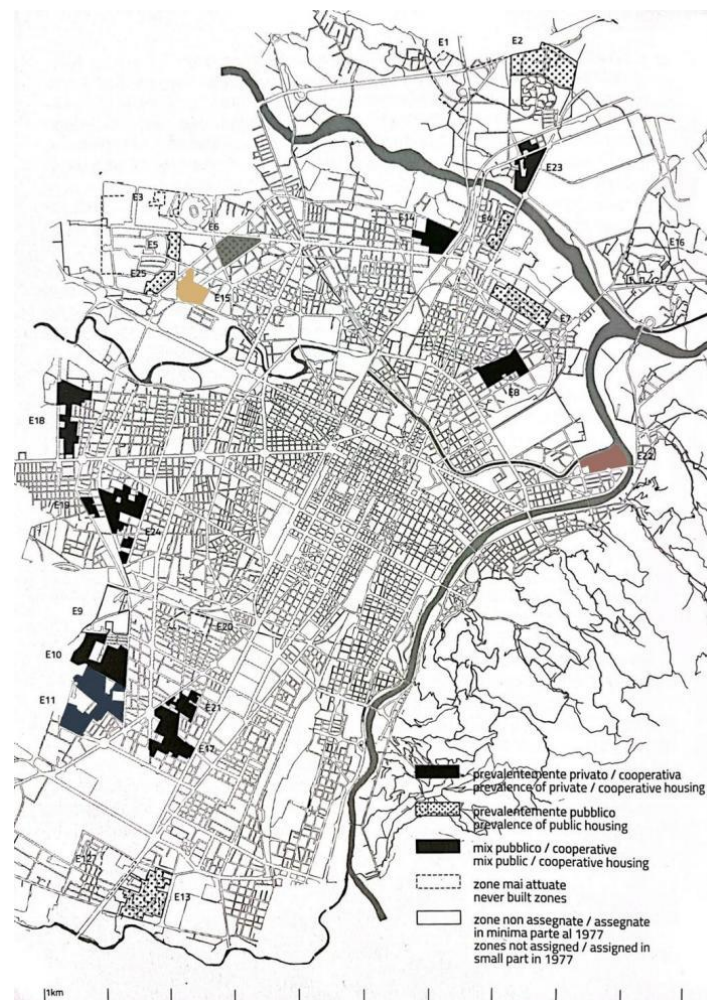 E1
E2
E23
E3
E14
E4
E6
E5
E16
E25
E15
E7
E8
E18
E22
E19
E24
E9
E20
E10
E11
E21
E17
prevalentemente privato / cooperativa
prevalence of private / cooperative housing
prevalentemente pubblico
prevalence of public housing
mix pubblico / cooperative
mix public / cooperative housing
zone mai attuate
never built zones
zone non assegnate / assegnate
in minima parte al 1977
zones not assigned / assigned in
small part in 1977
E13
1km